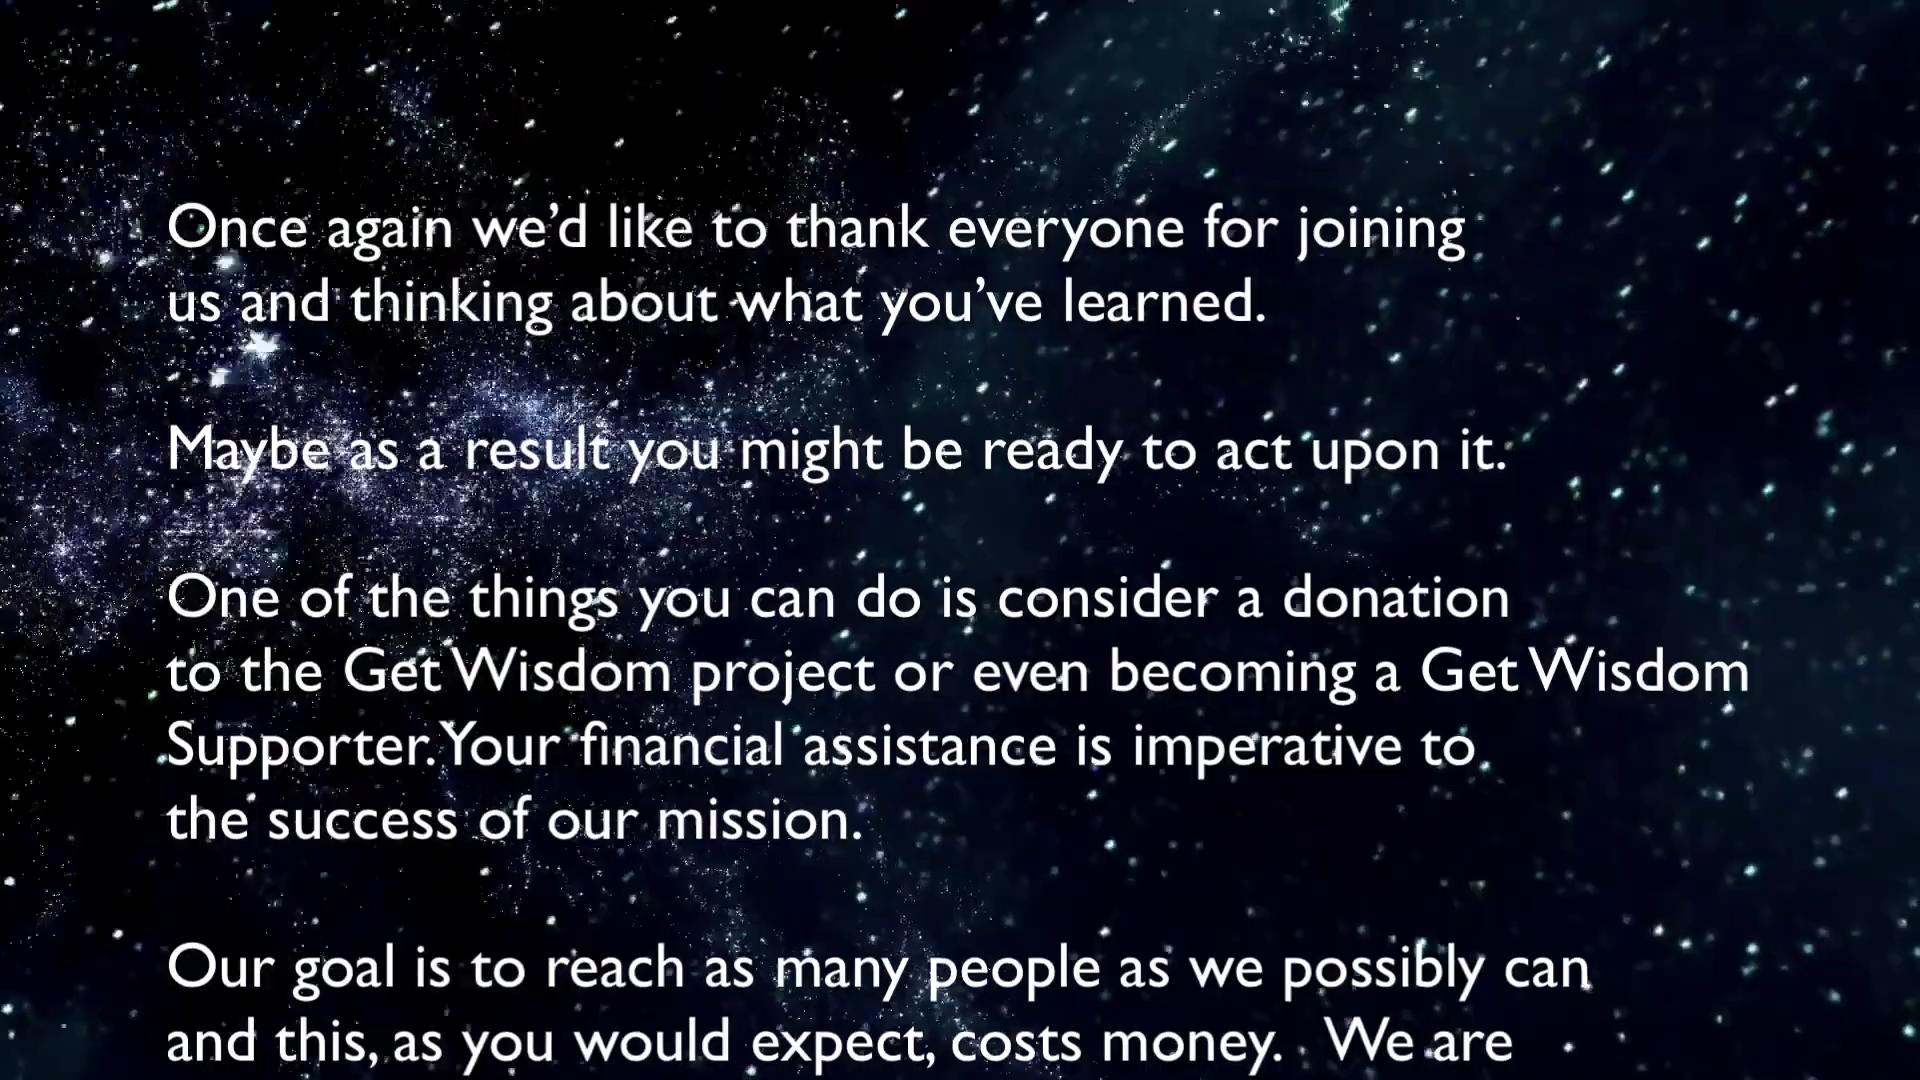 Once again we’d like to thank everyone for joining
us and thinking about what you’ve learned.
Maybe as a result you might be ready to act upon it.
One of the things you can do is consider a donation
to the Get Wisdom project or even becoming a Get Wisdom
Supporter. Your financial assistance is imperative to
the success of our mission.
Our goal is to reach as many people as we possibly can
and this, as you would expect, costs money. We are